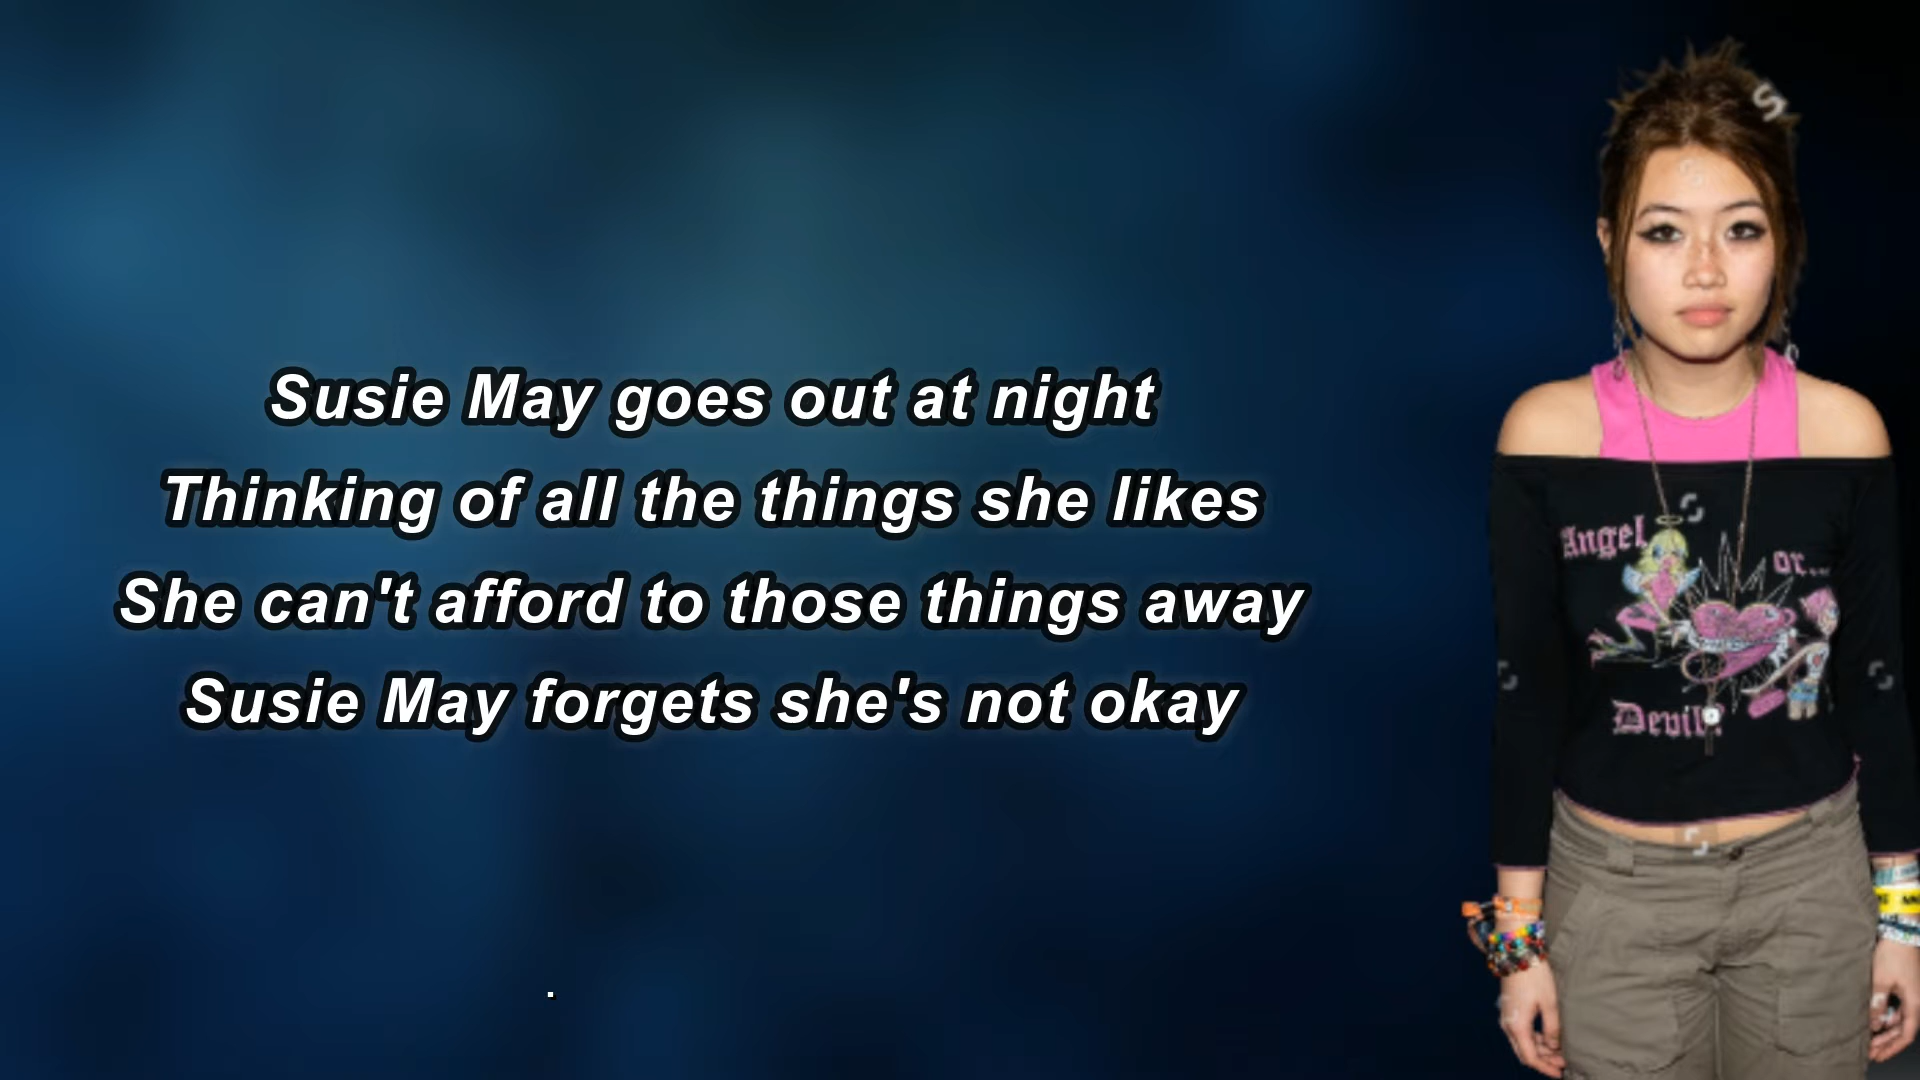 Susie May goes out at night
Thinking of all the things she likes
She can't afford to those things away
Susie May forgets she's not okay
.
Angel
or...
Devil?